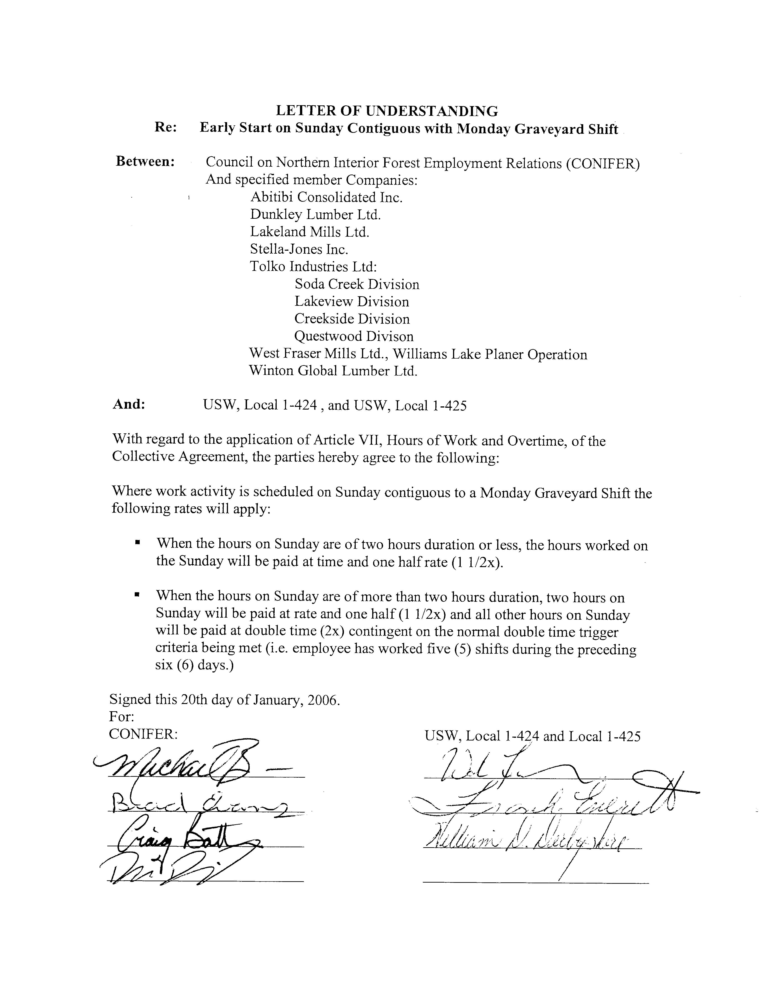 LETTER OF UNDERSTANDING
Re: Early Start on Sunday Contiguous with Monday Graveyard Shift
Between: Council on Northern Interior Forest Employment Relations (CONIFER)
And specified member Companies:
Abitibi Consolidated Inc.
Dunkley Lumber Ltd.
Lakeland Mills Ltd.
Stella-Jones Inc.
Tolko Industries Ltd:
Soda Creek Division
Lakeview Division
Creekside Division
Questwood Divison
West Fraser Mills Ltd., Williams Lake Planer Operation
Winton Global Lumber Ltd.
And: USW, Local 1-424 , and USW, Local 1-425
With regard to the application of Article VII, Hours of Work and Overtime, of the
Collective Agreement, the parties hereby agree to the following:
Where work activity is scheduled on Sunday contiguous to a Monday Graveyard Shift the
following rates will apply:
▪ When the hours on Sunday are of two hours duration or less, the hours worked on
the Sunday will be paid at time and one half rate (1 1/2x).
▪ When the hours on Sunday are of more than two hours duration, two hours on
Sunday will be paid at rate and one half (1 1/2x) and all other hours on Sunday
will be paid at double time (2x) contingent on the normal double time trigger
criteria being met (i.e. employee has worked five (5) shifts during the preceding
six (6) days.)
Signed this 20th day of January, 2006.
For:
CONIFER: USW, Local 1-424 and Local 1-425
Michael B
Brad Evans Frank Everitt
Craig William D. Derbyshire